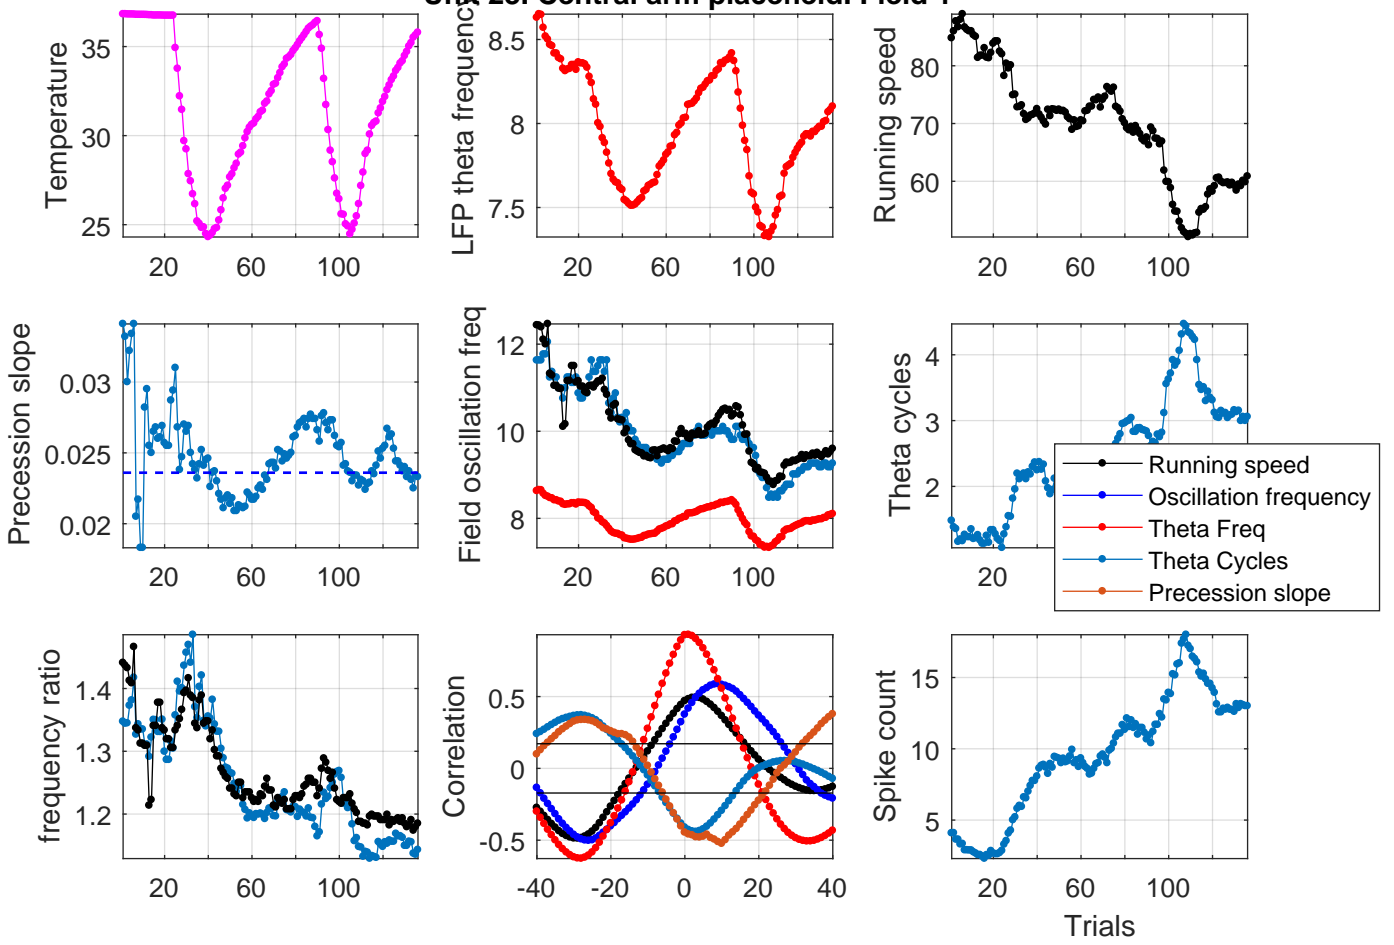 Temperature
35
30
25
20 60 100
LFP theta frequency
8.5
8
7.5
20 60 100
Running speed
80
70
60
20 60 100
Precession slope
0.03
0.025
0.02
20 60 100
Field oscillation freq
12
10
8
20 60 100
Theta cycles
4
3
2
20
Running speed
Oscillation frequency
Theta Freq
Theta Cycles
Precession slope
frequency ratio
1.4
1.3
1.2
20 60 100
Correlation
0.5
0
-0.5
-40 -20 0 20 40
Spike count
15
10
5
20 60 100
Trials